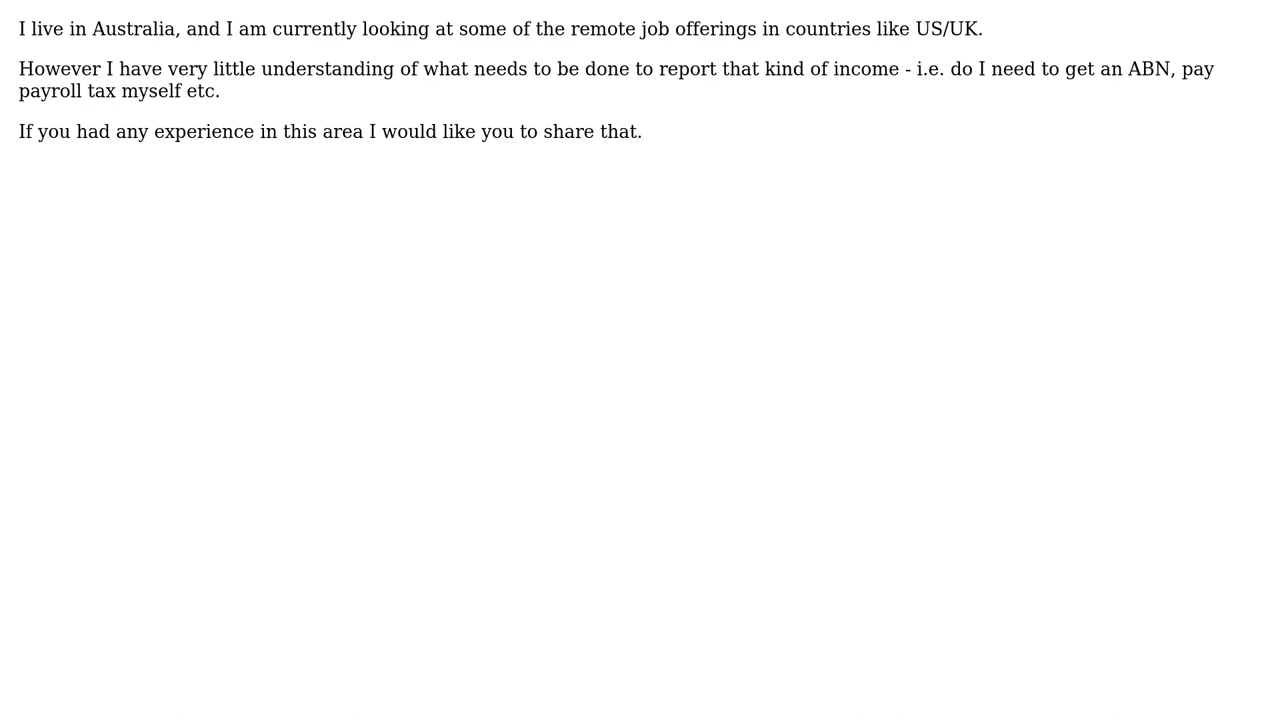 I live in Australia, and I am currently looking at some of the remote job offerings in countries like US/UK.
However I have very little understanding of what needs to be done to report that kind of income - i.e. do I need to get an ABN, pay
payroll tax myself etc.
If you had any experience in this area I would like you to share that.